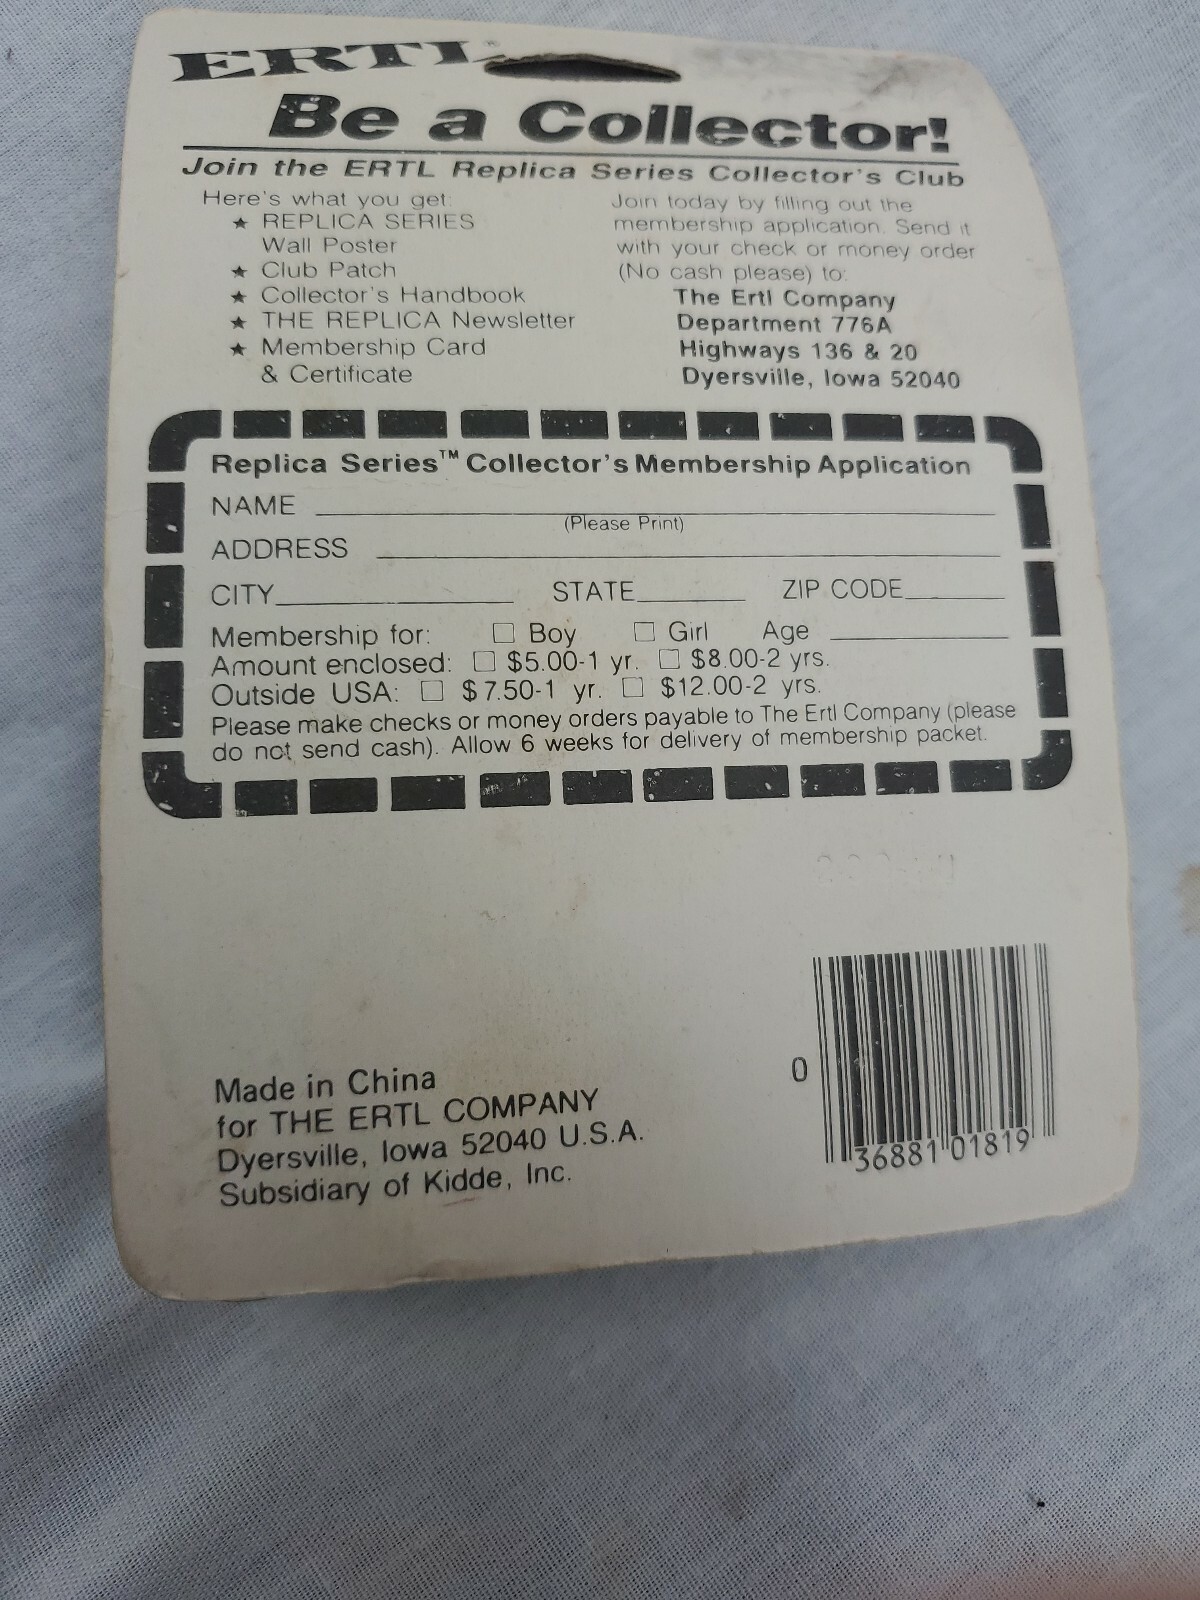 ERTL®
Be a Collector!
Join the ERTL Replica Series Collector's Club
Here's what you get:
★ REPLICA SERIES
Wall Poster
★ Club Patch
★ Collector's Handbook
★ THE REPLICA Newsletter
★ Membership Card
& Certificate
Join today by filling out the
membership application. Send it
with your check or money order
(No cash please) to:
The Ertl Company
Department 776A
Highways 136 & 20
Dyersville, Iowa 52040
Replica Series™ Collector's Membership Application
NAME
(Please Print)
ADDRESS
CITY STATE ZIP CODE
Membership for: □ Boy □ Girl Age
Amount enclosed: □ $5.00-1 yr. □ $8.00-2 yrs.
Outside USA: □ $7.50-1 yr. □ $12.00-2 yrs.
Please make checks or money orders payable to The Ertl Company (please
do not send cash). Allow 6 weeks for delivery of membership packet.
Made in China
for THE ERTL COMPANY
Dyersville, Iowa 52040 U.S.A.
Subsidiary of Kidde, Inc.
0 36881 01819